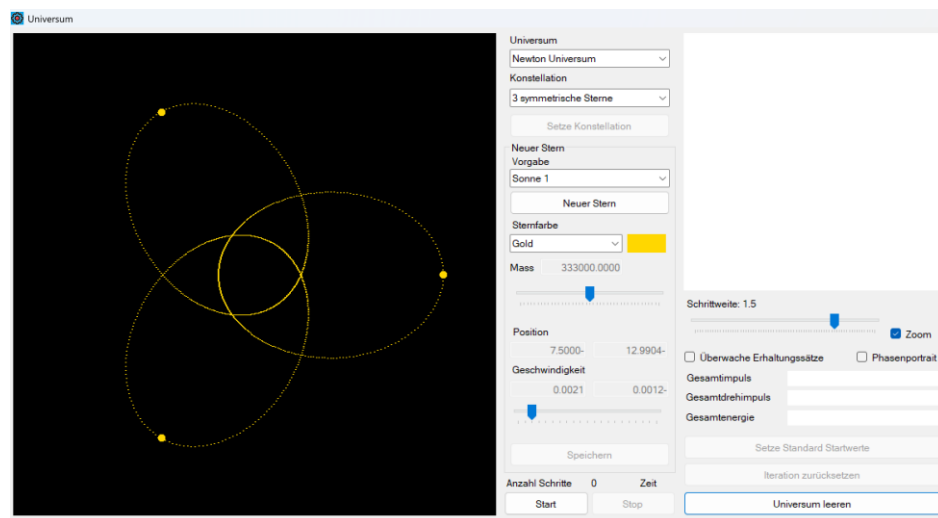 Universum
Universum
Newton Universum
Konstellation
3 symmetrische Sterne
Setze Konstellation
Neuer Stern
Vorgabe
Sonne 1
Neuer Stern
Sternfarbe
Gold
Mass 333000.0000
Position
7.5000- 12.9904-
Geschwindigkeit
0.0021 0.0012-
Speichern
Anzahl Schritte 0 Zeit
Start Stop
Schrittweite: 1.5
Zoom
Überwache Erhaltungssätze Phasenportrait
Gesamtimpuls
Gesamtdrehimpuls
Gesamtenergie
Setze Standard Startwerte
Iteration zurücksetzen
Universum leeren